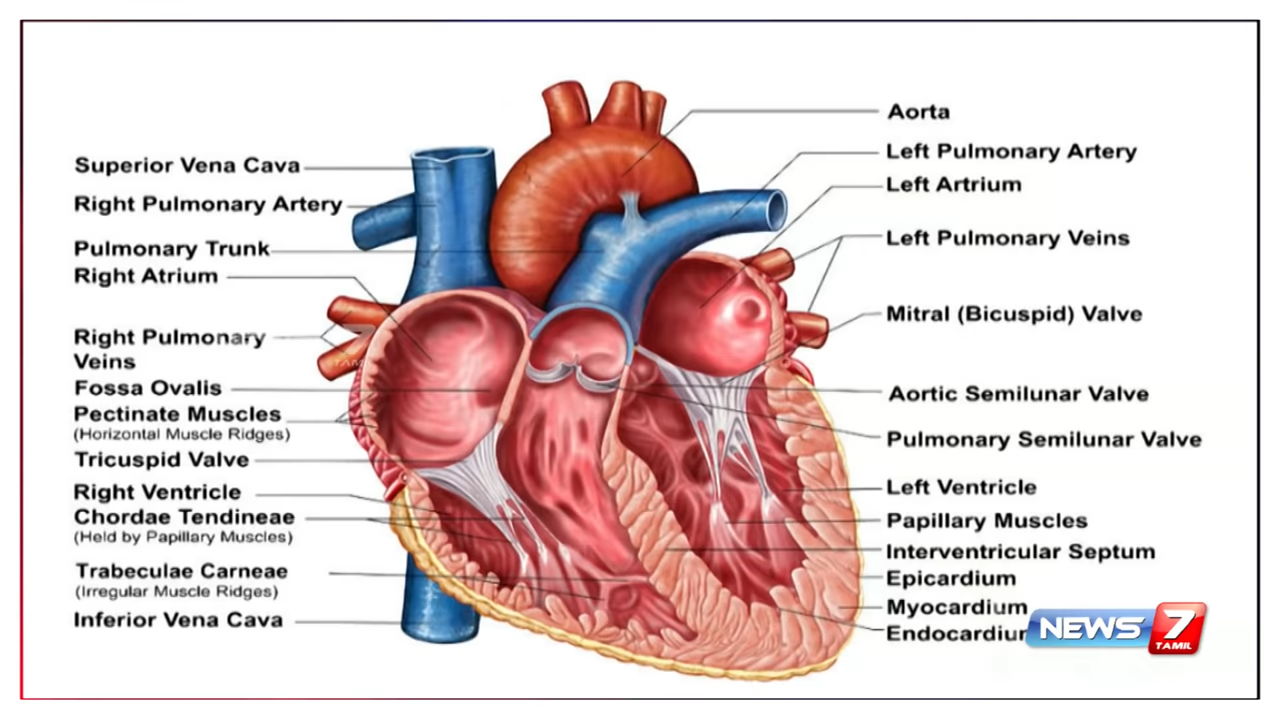 Superior Vena Cava
Right Pulmonary Artery
Pulmonary Trunk
Right Atrium
Right Pulmonary
Veins
Fossa Ovalis
Pectinate Muscles
(Horizontal Muscle Ridges)
Tricuspid Valve
Right Ventricle
Chordae Tendineae
(Held by Papillary Muscles)
Trabeculae Carneae
(Irregular Muscle Ridges)
Inferior Vena Cava
Aorta
Left Pulmonary Artery
Left Artrium
Left Pulmonary Veins
Mitral (Bicuspid) Valve
Aortic Semilunar Valve
Pulmonary Semilunar Valve
Left Ventricle
Papillary Muscles
Interventricular Septum
Epicardium
Myocardium
NEWS 7
TAMIL